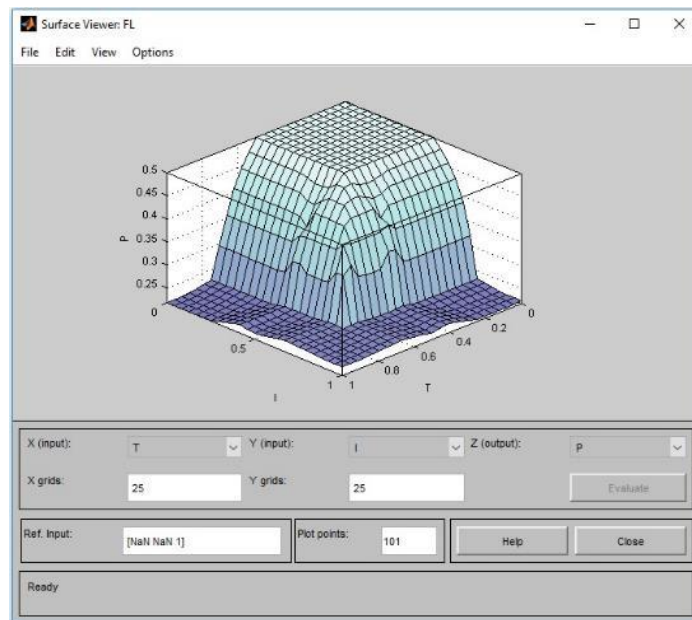 Surface Viewer: FL
File Edit View Options
0.5
0.45
0.4
0.35
0.3
0.25
P
0
0.5
1
I
1
0.8
0.6
0.4
0.2
0
T
X (input): T Y (input): I Z (output): P
X grids: 25 Y grids: 25 Evaluate
Ref. Input: [NaN NaN 1] Plot points: 101 Help Close
Ready